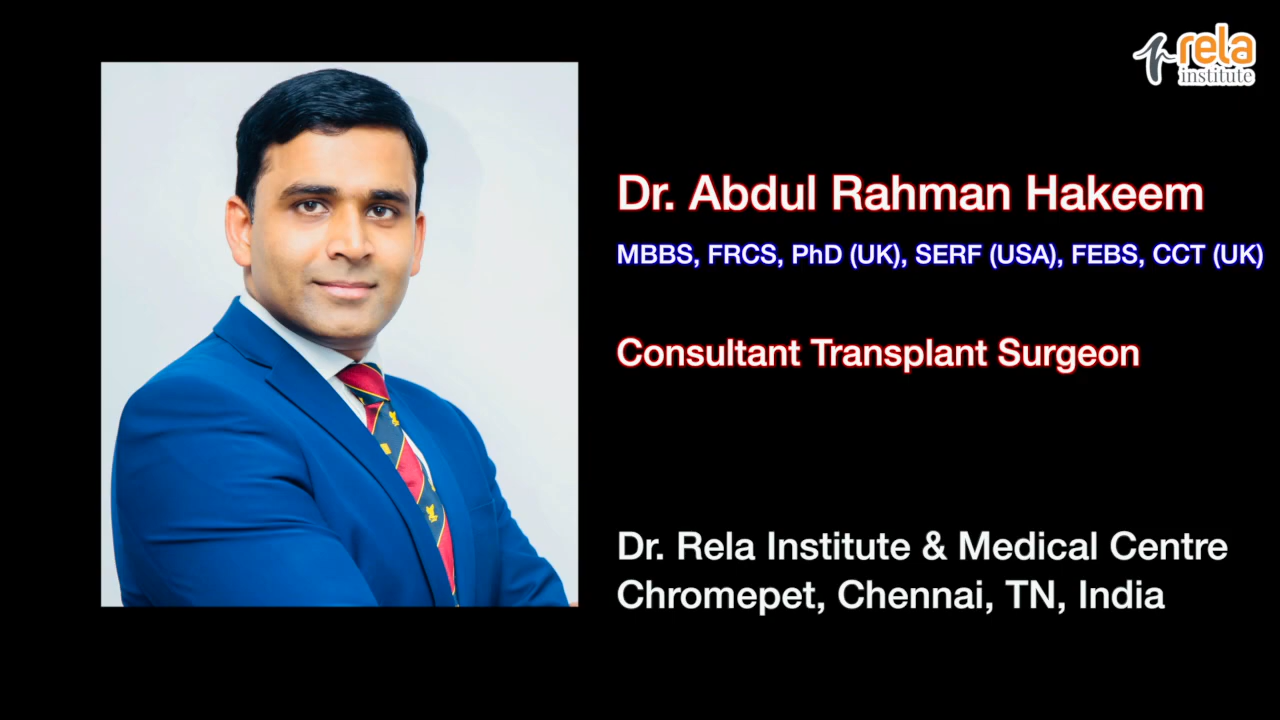 rela
institute
Dr. Abdul Rahman Hakeem
MBBS, FRCS, PhD (UK), SERF (USA), FEBS, CCT (UK)
Consultant Transplant Surgeon
Dr. Rela Institute & Medical Centre
Chromepet, Chennai, TN, India